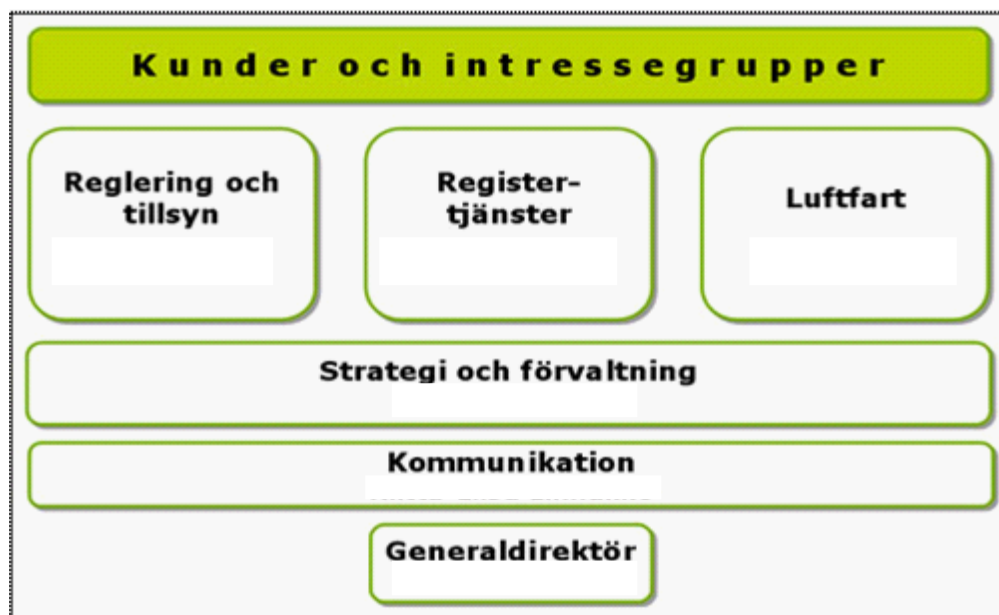 Kunder och intressegrupper
Reglering och
tillsyn
Register-
tjänster
Luftfart
Strategi och förvaltning
Kommunikation
Generaldirektör